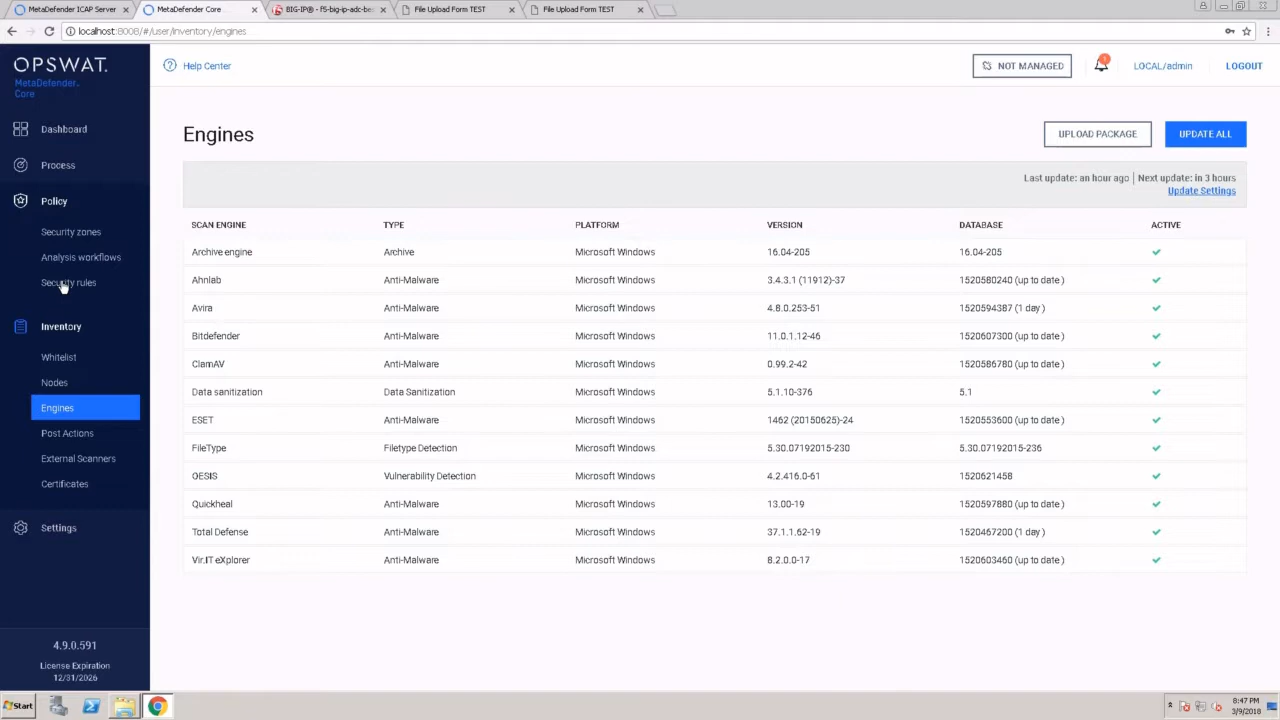 MetaDefender ICAP Server
MetaDefender Core
BIG-IP® - f5-big-ip-adc-be
File Upload Form TEST
File Upload Form TEST
localhost:8008/#/user/inventory/engines
OPSWAT.
MetaDefender
Core
Help Center
NOT MANAGED
LOCAL/admin
LOGOUT
Dashboard
Process
Policy
Security zones
Analysis workflows
Security rules
Inventory
Whitelist
Nodes
Engines
Post Actions
External Scanners
Certificates
Settings
4.9.0.591
License Expiration
12/31/2026
Engines
UPLOAD PACKAGE
UPDATE ALL
Last update: an hour ago | Next update: in 3 hours
Update Settings
SCAN ENGINE TYPE PLATFORM VERSION DATABASE ACTIVE
Archive engine Archive Microsoft Windows 16.04-205 16.04-205
Ahnlab Anti-Malware Microsoft Windows 3.4.3.1 (11912)-37 1520580240 (up to date )
Avira Anti-Malware Microsoft Windows 4.8.0.253-51 1520594387 (1 day )
Bitdefender Anti-Malware Microsoft Windows 11.0.1.12-46 1520607300 (up to date )
ClamAV Anti-Malware Microsoft Windows 0.99.2-42 1520586780 (up to date )
Data sanitization Data Sanitization Microsoft Windows 5.1.10-376 5.1
ESET Anti-Malware Microsoft Windows 1462 (20150625)-24 1520553600 (up to date )
FileType Filetype Detection Microsoft Windows 5.30.07192015-230 5.30.07192015-236
OESIS Vulnerability Detection Microsoft Windows 4.2.416.0-61 1520621458
Quickheal Anti-Malware Microsoft Windows 13.00-19 1520597880 (up to date )
Total Defense Anti-Malware Microsoft Windows 37.1.1.62-19 1520467200 (1 day )
Vir.IT eXplorer Anti-Malware Microsoft Windows 8.2.0.0-17 1520603460 (up to date )
Start
8:47 PM
3/9/2018